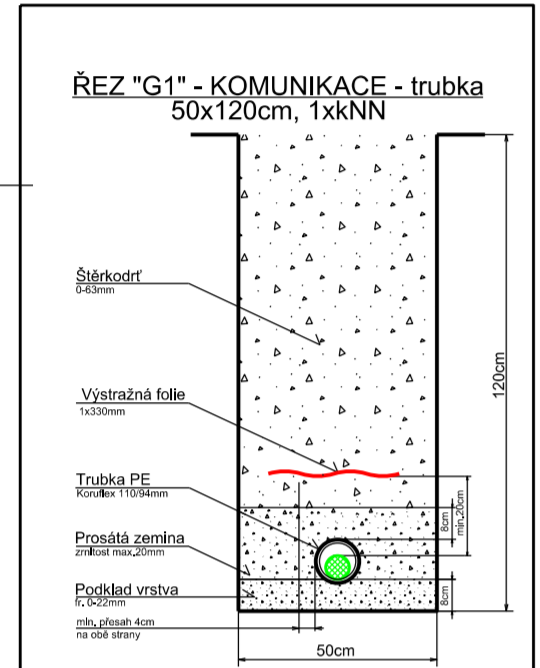 ŘEZ "G1" - KOMUNIKACE - trubka
50x120cm, 1xkNN
Štěrkodrť
0-63mm
120cm
Výstražná folie
1x330mm
Trubka PE
Koruflex 110/94mm
8cm
min.20cm
Prosátá zemina
zrnitost max.20mm
Podklad vrstva
fr. 0-22mm
8cm
min. přesah 4cm
na obě strany
50cm